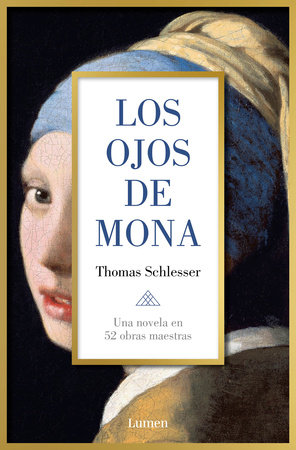 LOS
OJOS
DE
MONA
Thomas Schlesser
Una novela en
52 obras maestras
Lumen